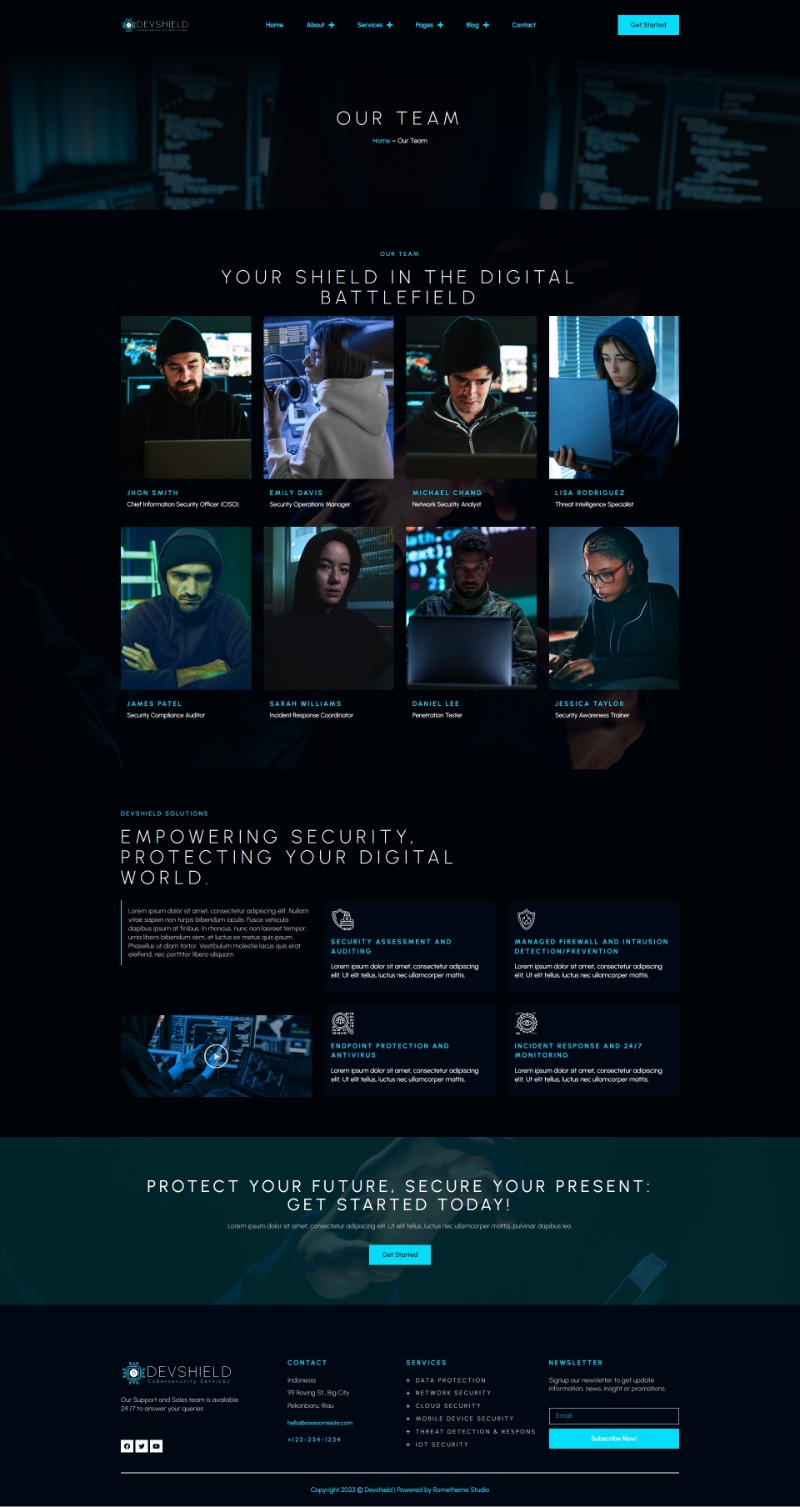 DEVSHIELD
Cybersecurity Services
Home About + Services + Pages + Blog + Contact
Get Started
OUR TEAM
Home – Our Team
OUR TEAM
YOUR SHIELD IN THE DIGITAL
BATTLEFIELD
JHON SMITH
Chief Information Security Officer (CISO)
EMILY DAVIS
Security Operations Manager
MICHAEL CHANG
Network Security Analyst
LISA RODRIGUEZ
Threat Intelligence Specialist
JAMES PATEL
Security Compliance Auditor
SARAH WILLIAMS
Incident Response Coordinator
DANIEL LEE
Penetration Tester
JESSICA TAYLOR
Security Awareness Trainer
DEVSHIELD SOLUTIONS
EMPOWERING SECURITY,
PROTECTING YOUR DIGITAL
WORLD.
Lorem ipsum dolor sit amet, consectetur adipiscing elit. Nullam
vitae sapien non turpis bibendum iaculis. Fusce vehicula
dapibus ipsum at finibus. In rhoncus, nunc non laoreet tempor,
urna libero bibendum sem, et luctus ex metus quis ipsum.
Phasellus ut diam tortor. Vestibulum molestie lacus quis erat
eleifend, nec porttitor libero aliquam.
SECURITY ASSESSMENT AND
AUDITING
Lorem ipsum dolor sit amet, consectetur adipiscing
elit. Ut elit tellus, luctus nec ullamcorper mattis.
MANAGED FIREWALL AND INTRUSION
DETECTION/PREVENTION
Lorem ipsum dolor sit amet, consectetur adipiscing
elit. Ut elit tellus, luctus nec ullamcorper mattis.
ENDPOINT PROTECTION AND
ANTIVIRUS
Lorem ipsum dolor sit amet, consectetur adipiscing
elit. Ut elit tellus, luctus nec ullamcorper mattis.
INCIDENT RESPONSE AND 24/7
MONITORING
Lorem ipsum dolor sit amet, consectetur adipiscing
elit. Ut elit tellus, luctus nec ullamcorper mattis.
PROTECT YOUR FUTURE, SECURE YOUR PRESENT:
GET STARTED TODAY!
Lorem ipsum dolor sit amet, consectetur adipiscing elit. Ut elit tellus, luctus nec ullamcorper mattis, pulvinar dapibus leo.
Get Started
DEVSHIELD
Cybersecurity Services
Our Support and Sales team is available
24 /7 to answer your queries
CONTACT
Indonesia
99 Roving St., Big City
Pekanbaru, Riau
hello@awesomesite.com
+123-234-1234
SERVICES
+ DATA PROTECTION
+ NETWORK SECURITY
+ CLOUD SECURITY
+ MOBILE DEVICE SECURITY
+ THREAT DETECTION & RESPONS
+ IOT SECURITY
NEWSLETTER
Signup our newsletter to get update
information, news, insight or promotions.
Email
Subscribe Now!
Copyright 2023 © Devshield | Powered by Rometheme Studio